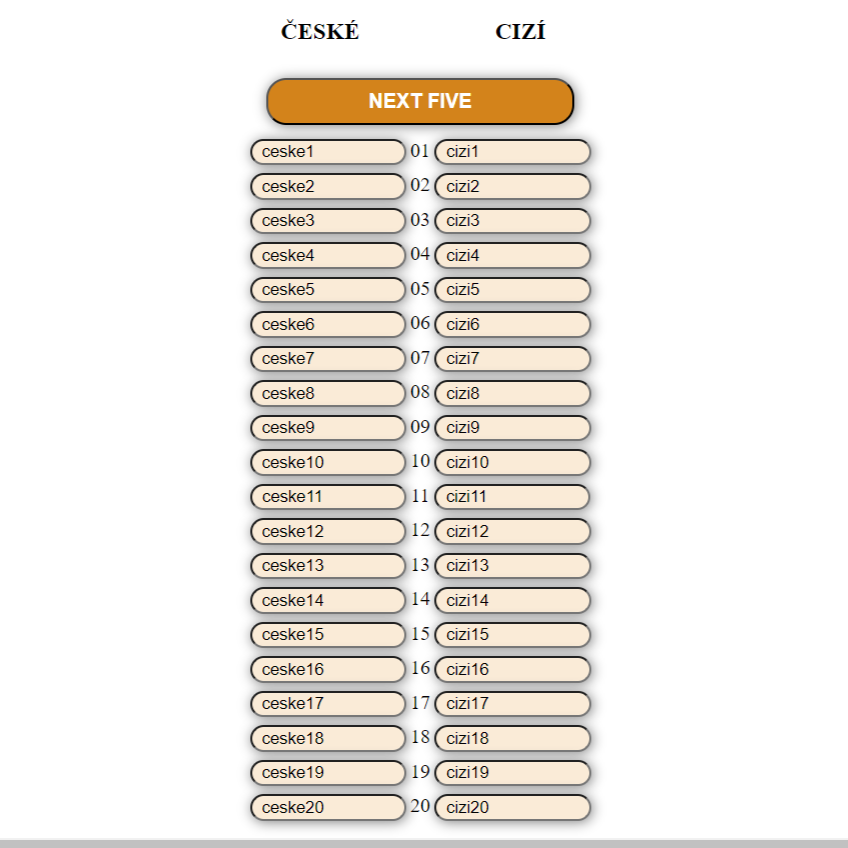 ČESKÉ CIZÍ
NEXT FIVE
ceske1 01 cizi1
ceske2 02 cizi2
ceske3 03 cizi3
ceske4 04 cizi4
ceske5 05 cizi5
ceske6 06 cizi6
ceske7 07 cizi7
ceske8 08 cizi8
ceske9 09 cizi9
ceske10 10 cizi10
ceske11 11 cizi11
ceske12 12 cizi12
ceske13 13 cizi13
ceske14 14 cizi14
ceske15 15 cizi15
ceske16 16 cizi16
ceske17 17 cizi17
ceske18 18 cizi18
ceske19 19 cizi19
ceske20 20 cizi20